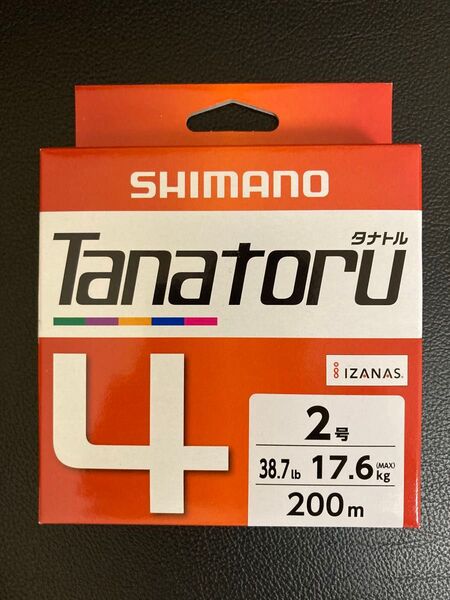 SHIMANO
タナトル
Tanatoru
4
IZANAS
2号
38.7lb 17.6(MAX)kg
200m